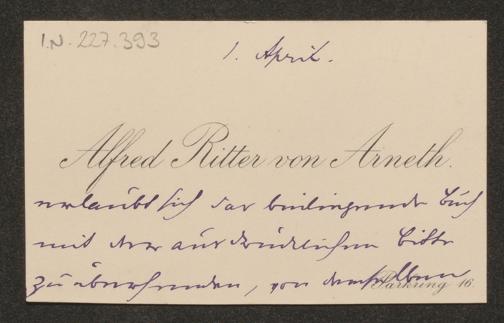 I.N. 227.393
1. April.
Alfred Ritter von Arneth.
erlaubt sich das beiliegende Buch
mit der ausdrücklichen Bitte
zu übersenden, von demselben
Parkring 16.